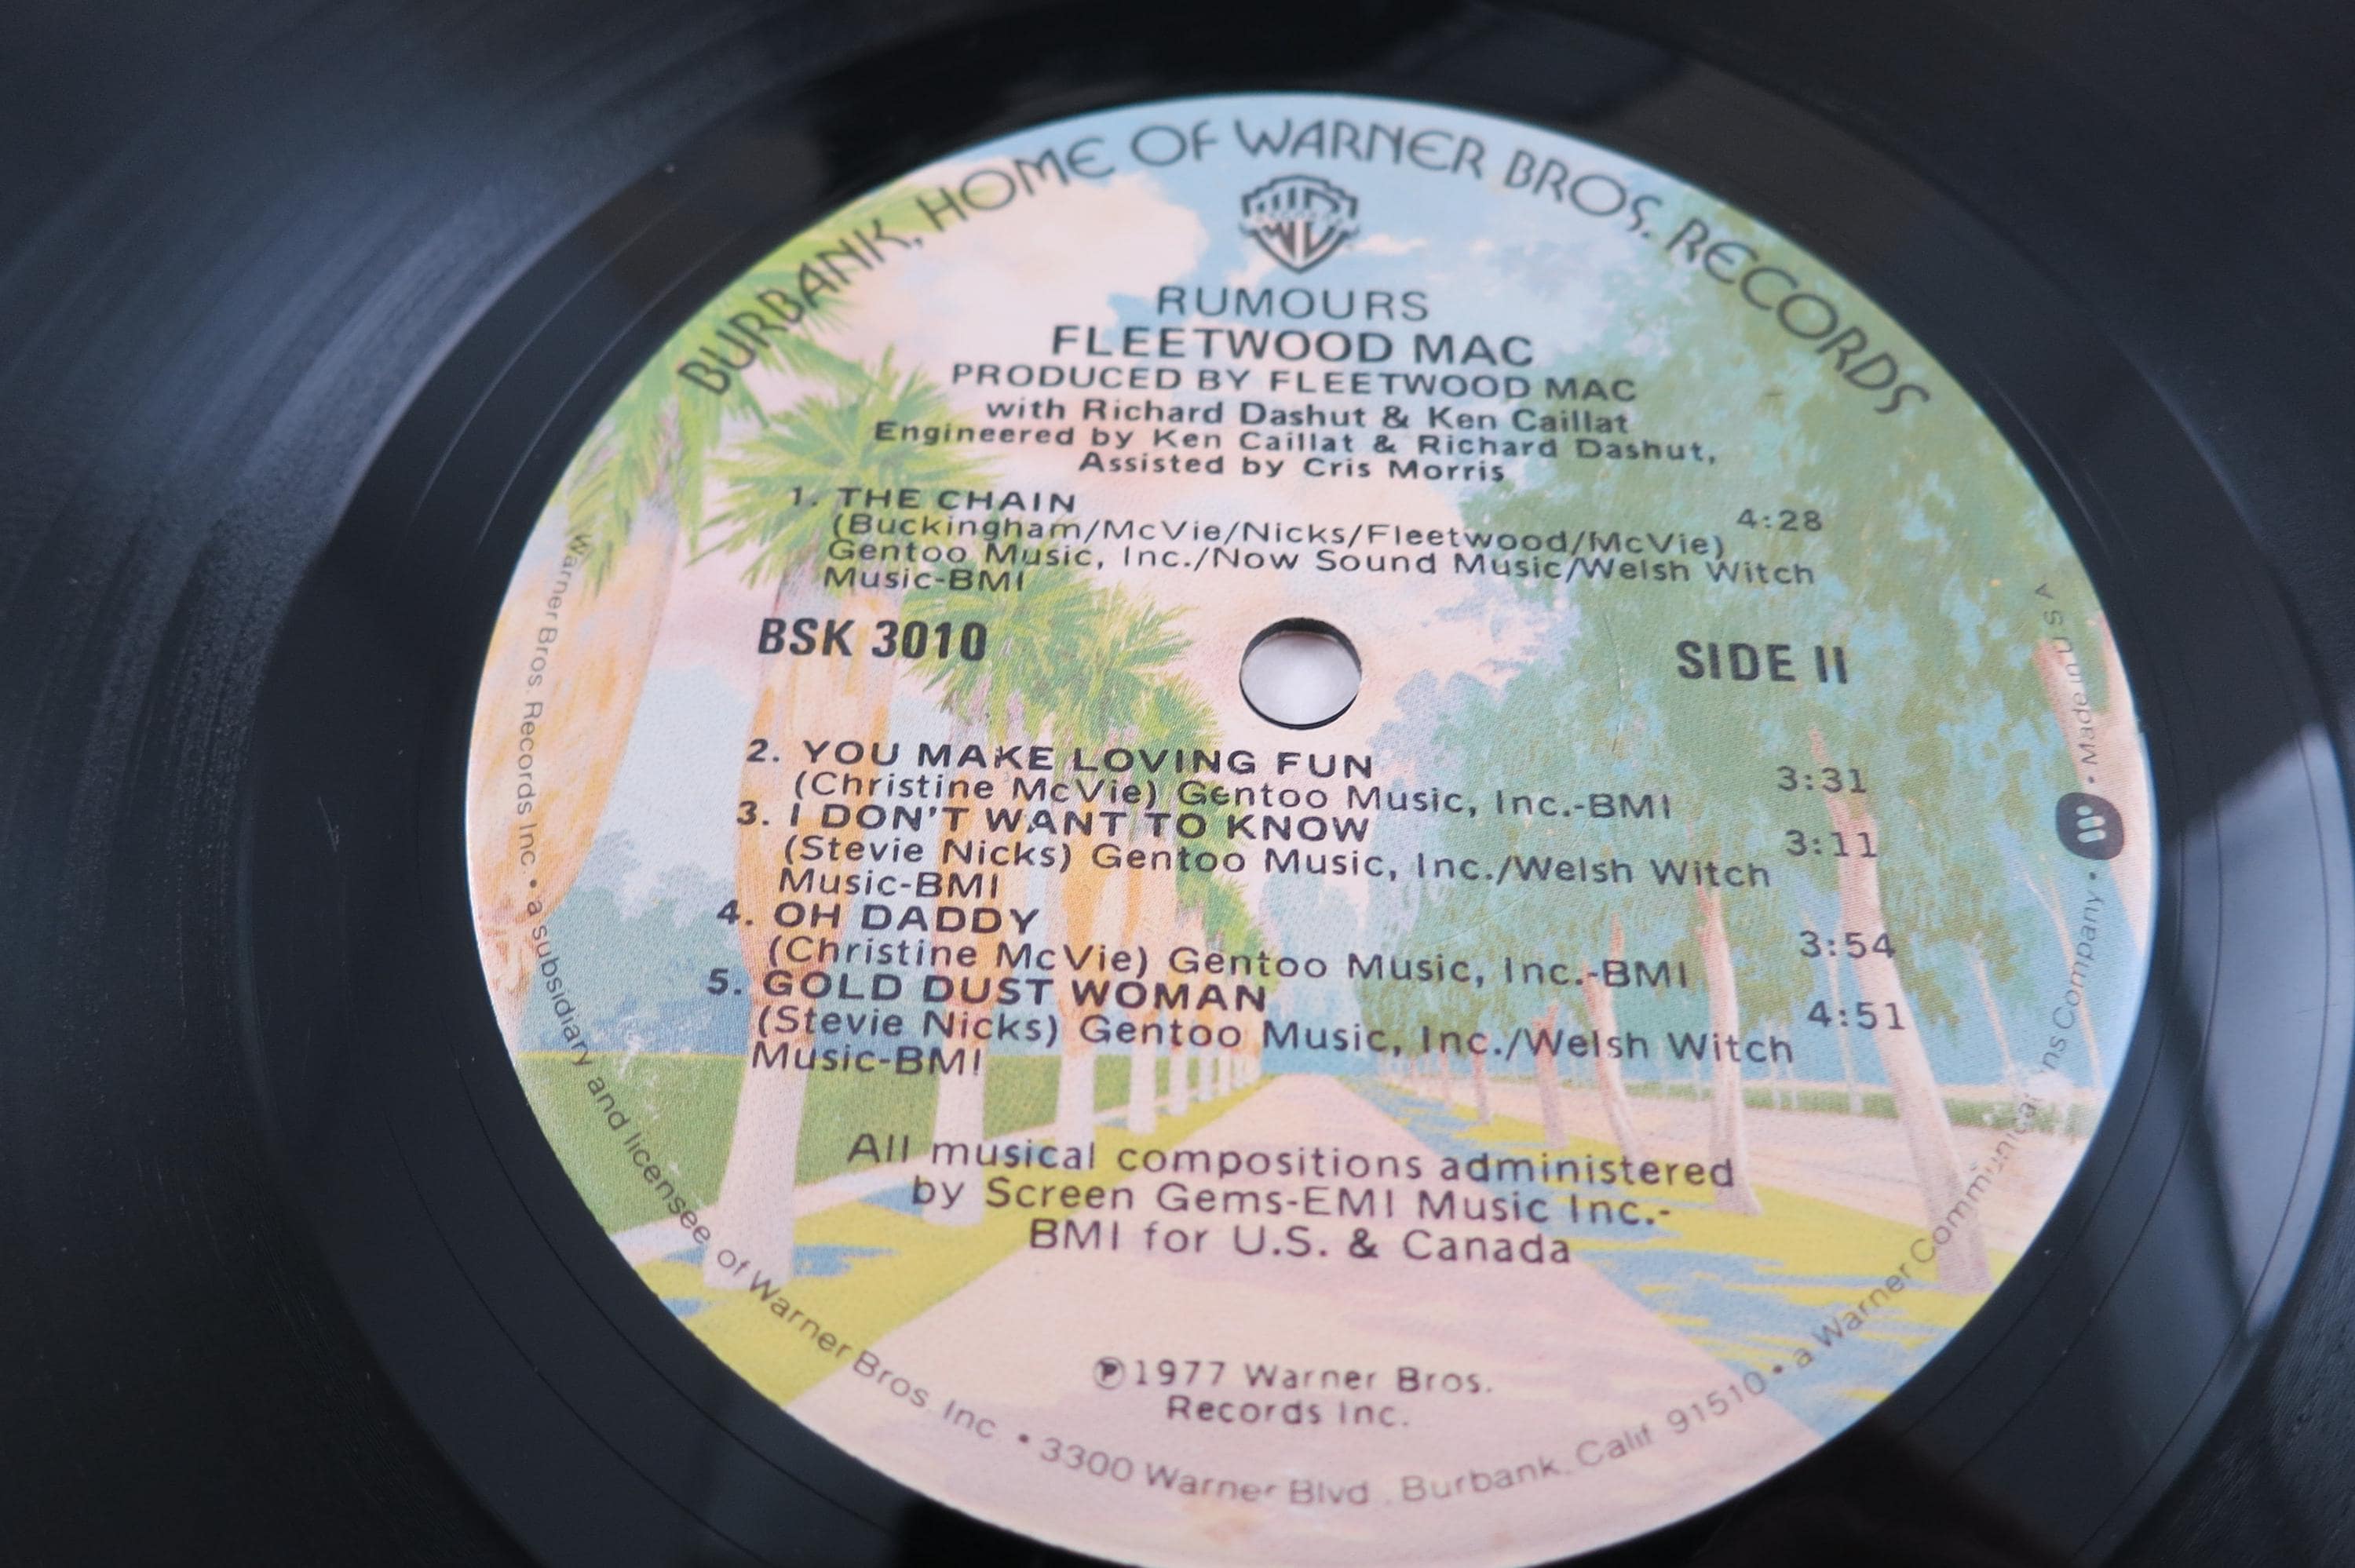 BURBANK, HOME OF WARNER BROS. RECORDS
RUMOURS
FLEETWOOD MAC
PRODUCED BY FLEETWOOD MAC
with Richard Dashut & Ken Caillat
Engineered by Ken Caillat & Richard Dashut,
Assisted by Cris Morris
1. THE CHAIN 4:28
(Buckingham/McVie/Nicks/Fleetwood/McVie)
Gentoo Music, Inc./Now Sound Music/Welsh Witch
Music-BMI
BSK 3010
SIDE II
2. YOU MAKE LOVING FUN 3:31
(Christine McVie) Gentoo Music, Inc.-BMI
3. I DON'T WANT TO KNOW 3:11
(Stevie Nicks) Gentoo Music, Inc./Welsh Witch
Music-BMI
4. OH DADDY 3:54
(Christine McVie) Gentoo Music, Inc.-BMI
5. GOLD DUST WOMAN 4:51
(Stevie Nicks) Gentoo Music, Inc./Welsh Witch
Music-BMI
All musical compositions administered
by Screen Gems-EMI Music Inc.-
BMI for U.S. & Canada
℗1977 Warner Bros.
Records Inc.
Warner Bros. Records Inc. • a subsidiary and licensee of Warner Bros. Inc. • 3300 Warner Blvd., Burbank, Calif. 91510 • a Warner Communications Company • W • Made in U S A